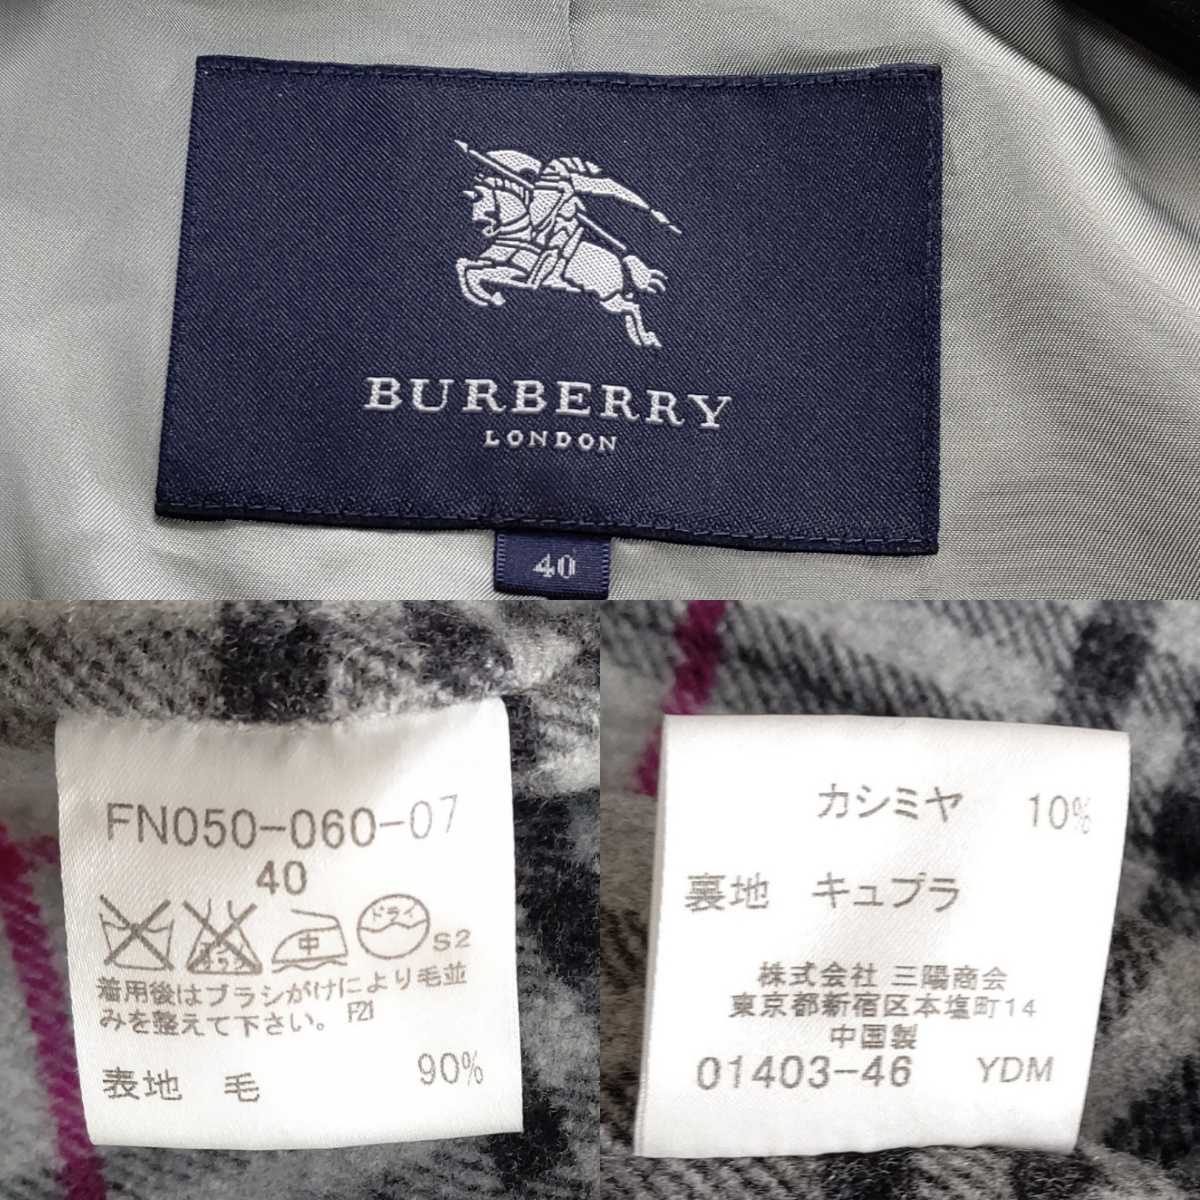 BURBERRY
LONDON
40
FN050-060-07
40
ドライ
中
S2
着用後はブラシがけにより毛並
みを整えて下さい。 F21
表地 毛 90%
カシミヤ 10%
裏地 キュプラ
株式会社 三陽商会
東京都新宿区本塩町14
中国製
01403-46 YDM